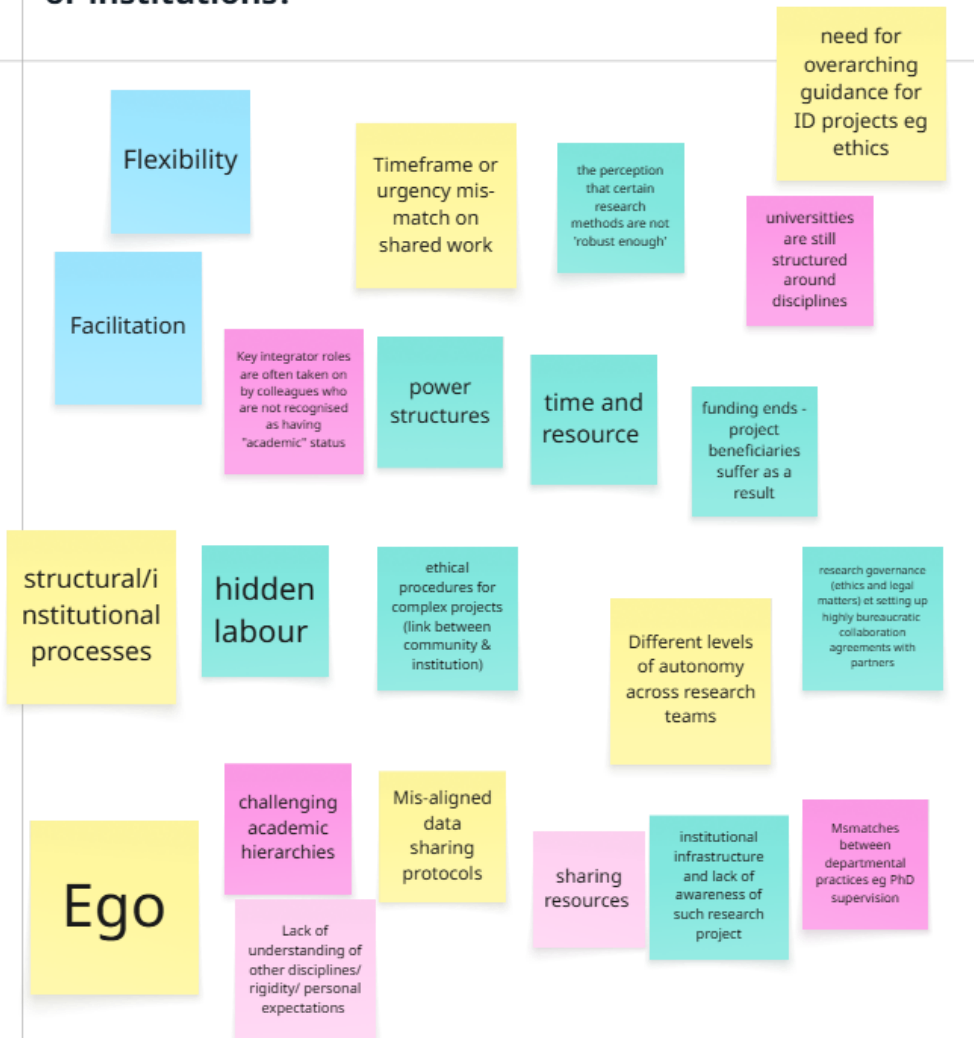 or institutions?
need for
overarching
guidance for
ID projects eg
ethics
Flexibility
Timeframe or
urgency mis-
match on
shared work
the perception
that certain
research
methods are not
'robust enough'
universitties
are still
structured
around
disciplines
Facilitation
Key integrator roles
are often taken on
by colleagues who
are not recognised
as having
"academic" status
power
structures
time and
resource
funding ends -
project
beneficiaries
suffer as a
result
structural/i
nstitutional
processes
hidden
labour
ethical
procedures for
complex projects
(link between
community &
institution)
Different levels
of autonomy
across research
teams
research governance
(ethics and legal
matters) et setting up
highly bureaucratic
collaboration
agreements with
partners
Ego
challenging
academic
hierarchies
Mis-aligned
data
sharing
protocols
sharing
resources
institutional
infrastructure
and lack of
awareness of
such research
project
Msmatches
between
departmental
practices eg PhD
supervision
Lack of
understanding of
other disciplines/
rigidity/ personal
expectations